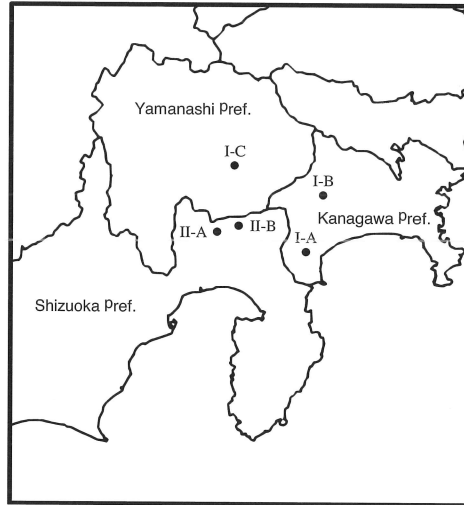 Yamanashi Pref.
I-C
I-B
Kanagawa Pref.
II-A
II-B
I-A
Shizuoka Pref.